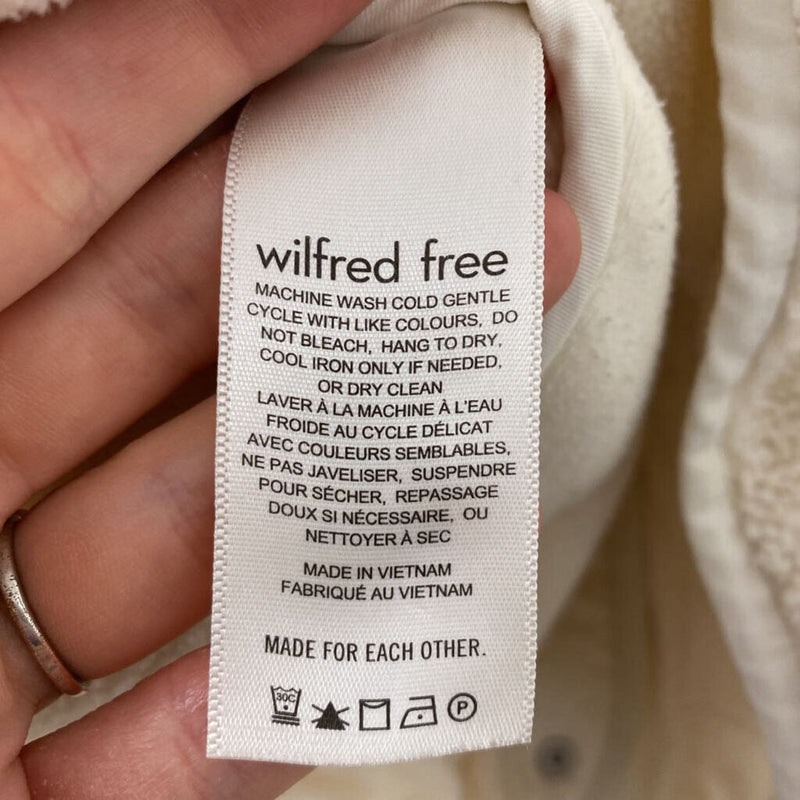 wilfred free
MACHINE WASH COLD GENTLE
CYCLE WITH LIKE COLOURS, DO
NOT BLEACH, HANG TO DRY,
COOL IRON ONLY IF NEEDED,
OR DRY CLEAN
LAVER À LA MACHINE À L'EAU
FROIDE AU CYCLE DÉLICAT
AVEC COULEURS SEMBLABLES,
NE PAS JAVELISER, SUSPENDRE
POUR SÉCHER, REPASSAGE
DOUX SI NÉCESSAIRE, OU
NETTOYER À SEC
MADE IN VIETNAM
FABRIQUÉ AU VIETNAM
MADE FOR EACH OTHER.
30C P